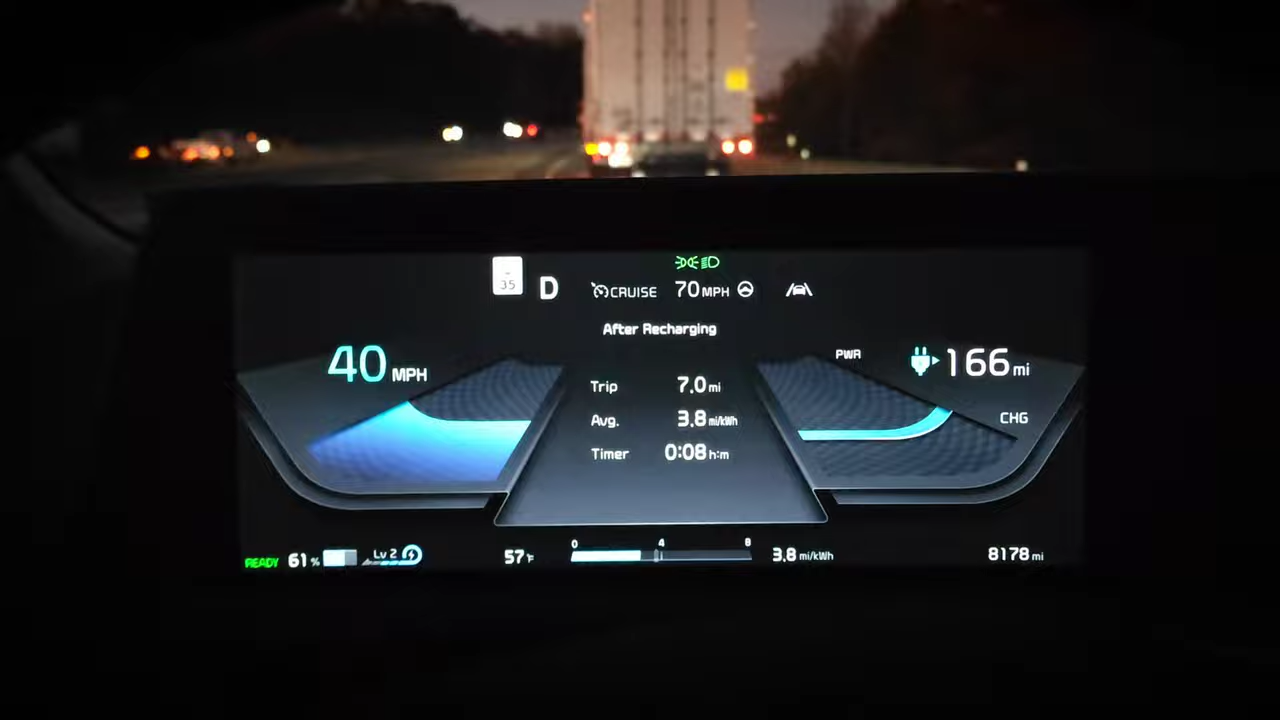 35
D
CRUISE 70 MPH
After Recharging
40 MPH
PWR
166 mi
Trip 7.0 mi
Avg. 3.8 mi/kWh
CHG
Timer 0:08 h:m
0 4 8
READY 61 % Lv 2
57 °F
3.8 mi/kWh
8178 mi